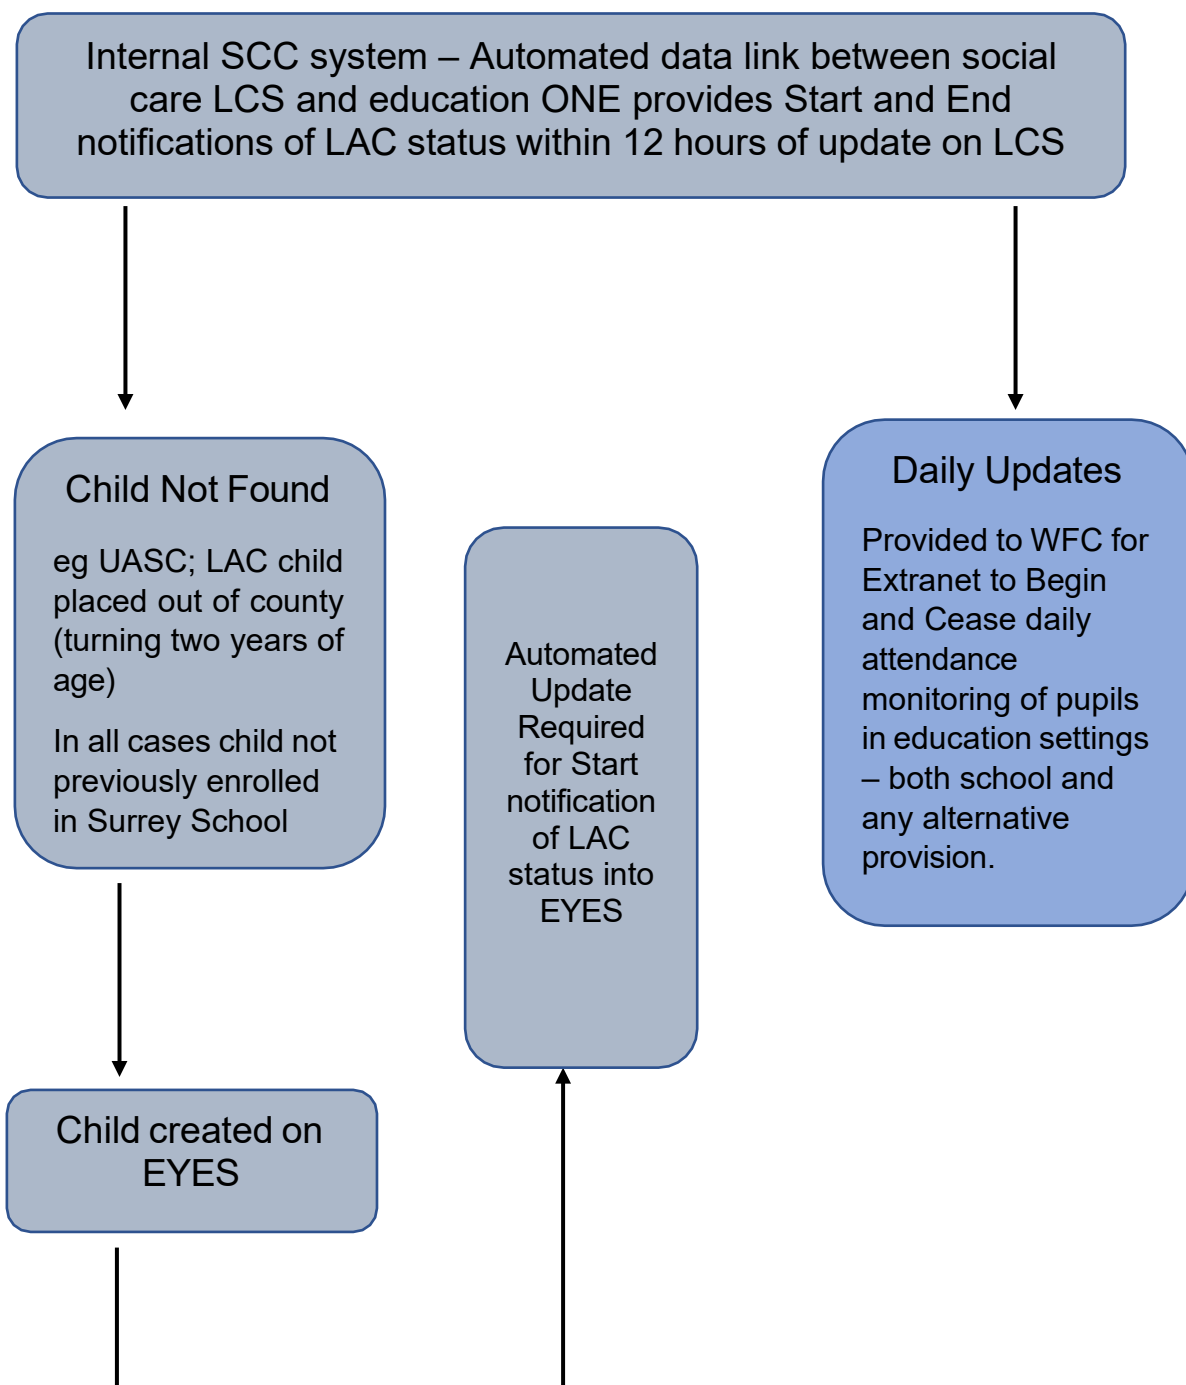 Internal SCC system – Automated data link between social
care LCS and education ONE provides Start and End
notifications of LAC status within 12 hours of update on LCS
Child Not Found
eg UASC; LAC child
placed out of county
(turning two years of
age)
In all cases child not
previously enrolled
in Surrey School
Automated
Update
Required
for Start
notification
of LAC
status into
EYES
Daily Updates
Provided to WFC for
Extranet to Begin
and Cease daily
attendance
monitoring of pupils
in education settings
– both school and
any alternative
provision.
Child created on
EYES